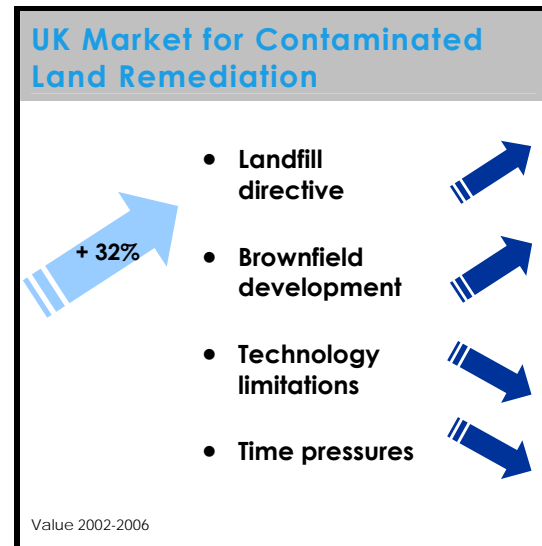 UK Market for Contaminated
Land Remediation
+ 32%
• Landfill
directive
• Brownfield
development
• Technology
limitations
• Time pressures
Value 2002-2006